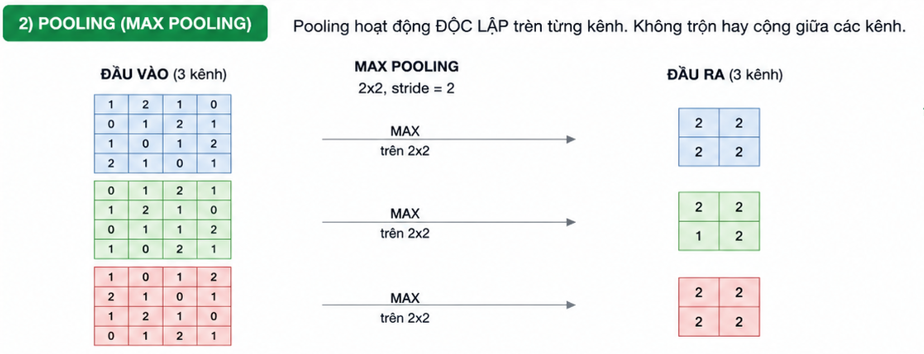 2) POOLING (MAX POOLING)
Pooling hoạt động ĐỘC LẬP trên từng kênh. Không trộn hay cộng giữa các kênh.
ĐẦU VÀO (3 kênh)
MAX POOLING
2x2, stride = 2
ĐẦU RA (3 kênh)
1 2 1 0
0 1 2 1
1 0 1 2
2 1 0 1
MAX
trên 2x2
2 2
2 2
0 1 2 1
1 2 1 0
0 1 1 2
1 0 2 1
MAX
trên 2x2
2 2
1 2
1 0 1 2
2 1 0 1
1 2 1 0
0 1 2 1
MAX
trên 2x2
2 2
2 2